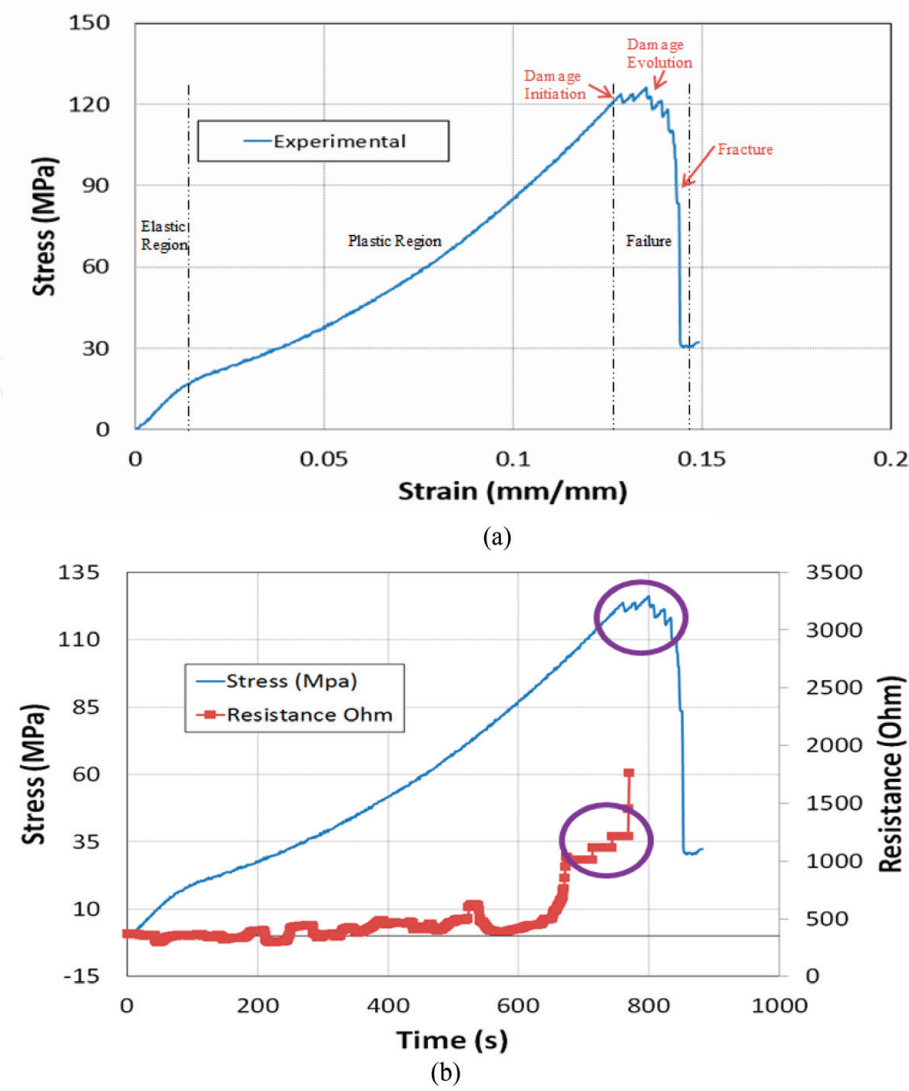 150
120
90
60
30
0
Stress (MPa)
Experimental
Elastic
Region
Plastic Region
Damage
Initiation
Damage
Evolution
Fracture
Failure
0
0.05
0.1
0.15
0.2
Strain (mm/mm)
(a)
135
110
85
60
35
10
-15
Stress (MPa)
Stress (Mpa)
Resistance Ohm
3500
3000
2500
2000
1500
1000
500
0
Resistance (Ohm)
0
200
400
600
800
1000
Time (s)
(b)